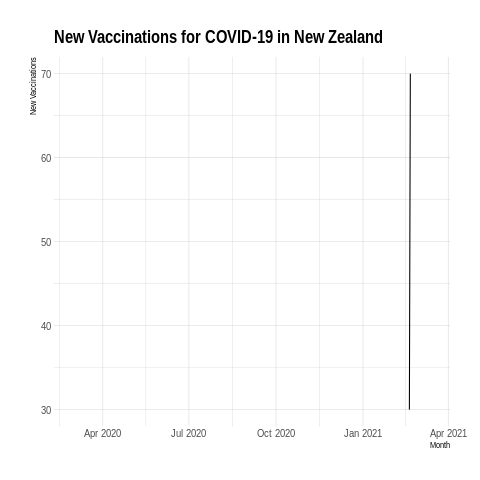 New Vaccinations for COVID-19 in New Zealand
New Vaccinations
70
60
50
40
30
Apr 2020 Jul 2020 Oct 2020 Jan 2021 Apr 2021
Month